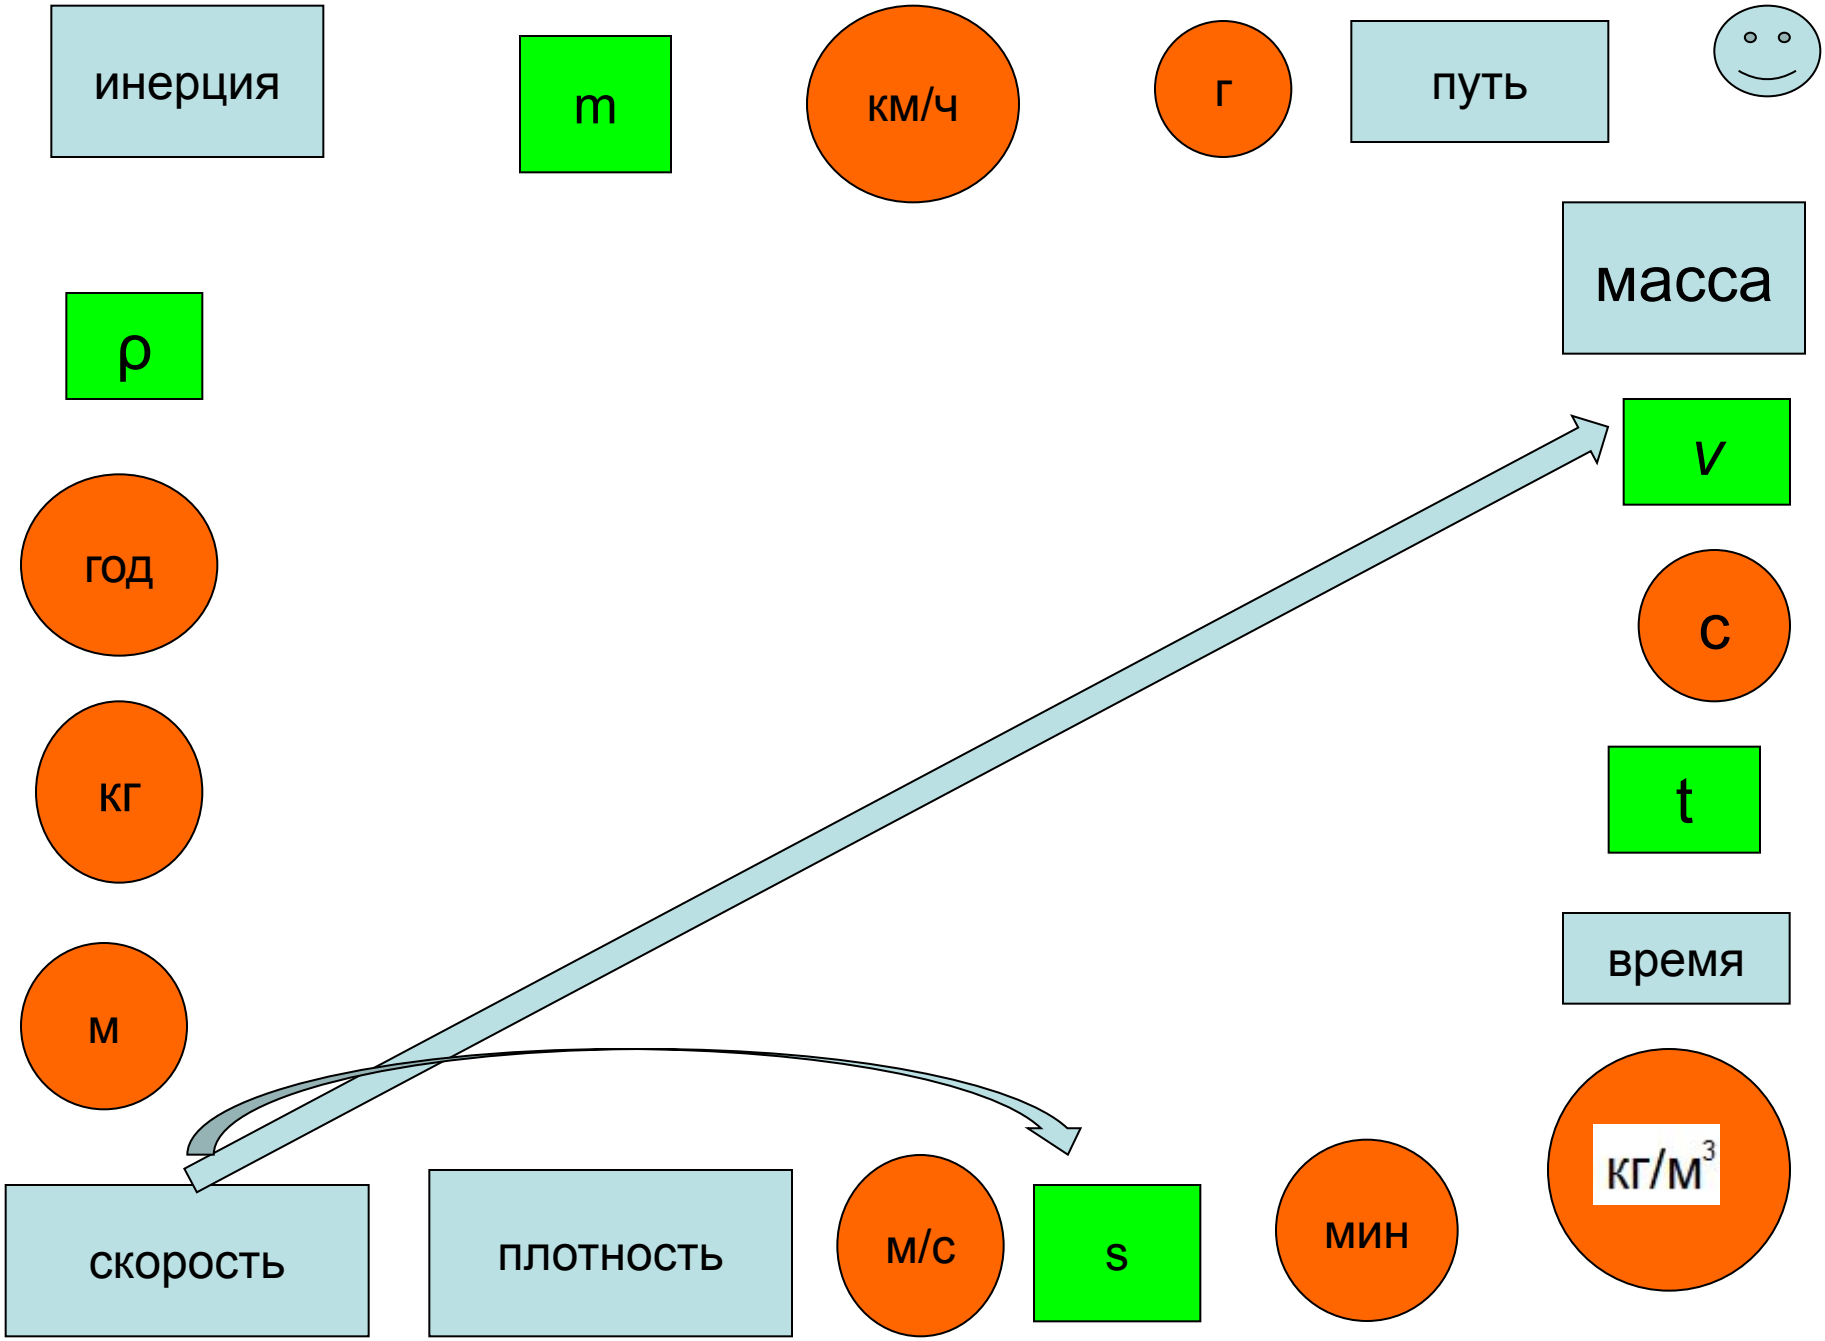 инерция
m
км/ч
г
путь
масса
ρ
v
год
с
кг
t
время
м
кг/м³
скорость
плотность
м/с
s
мин